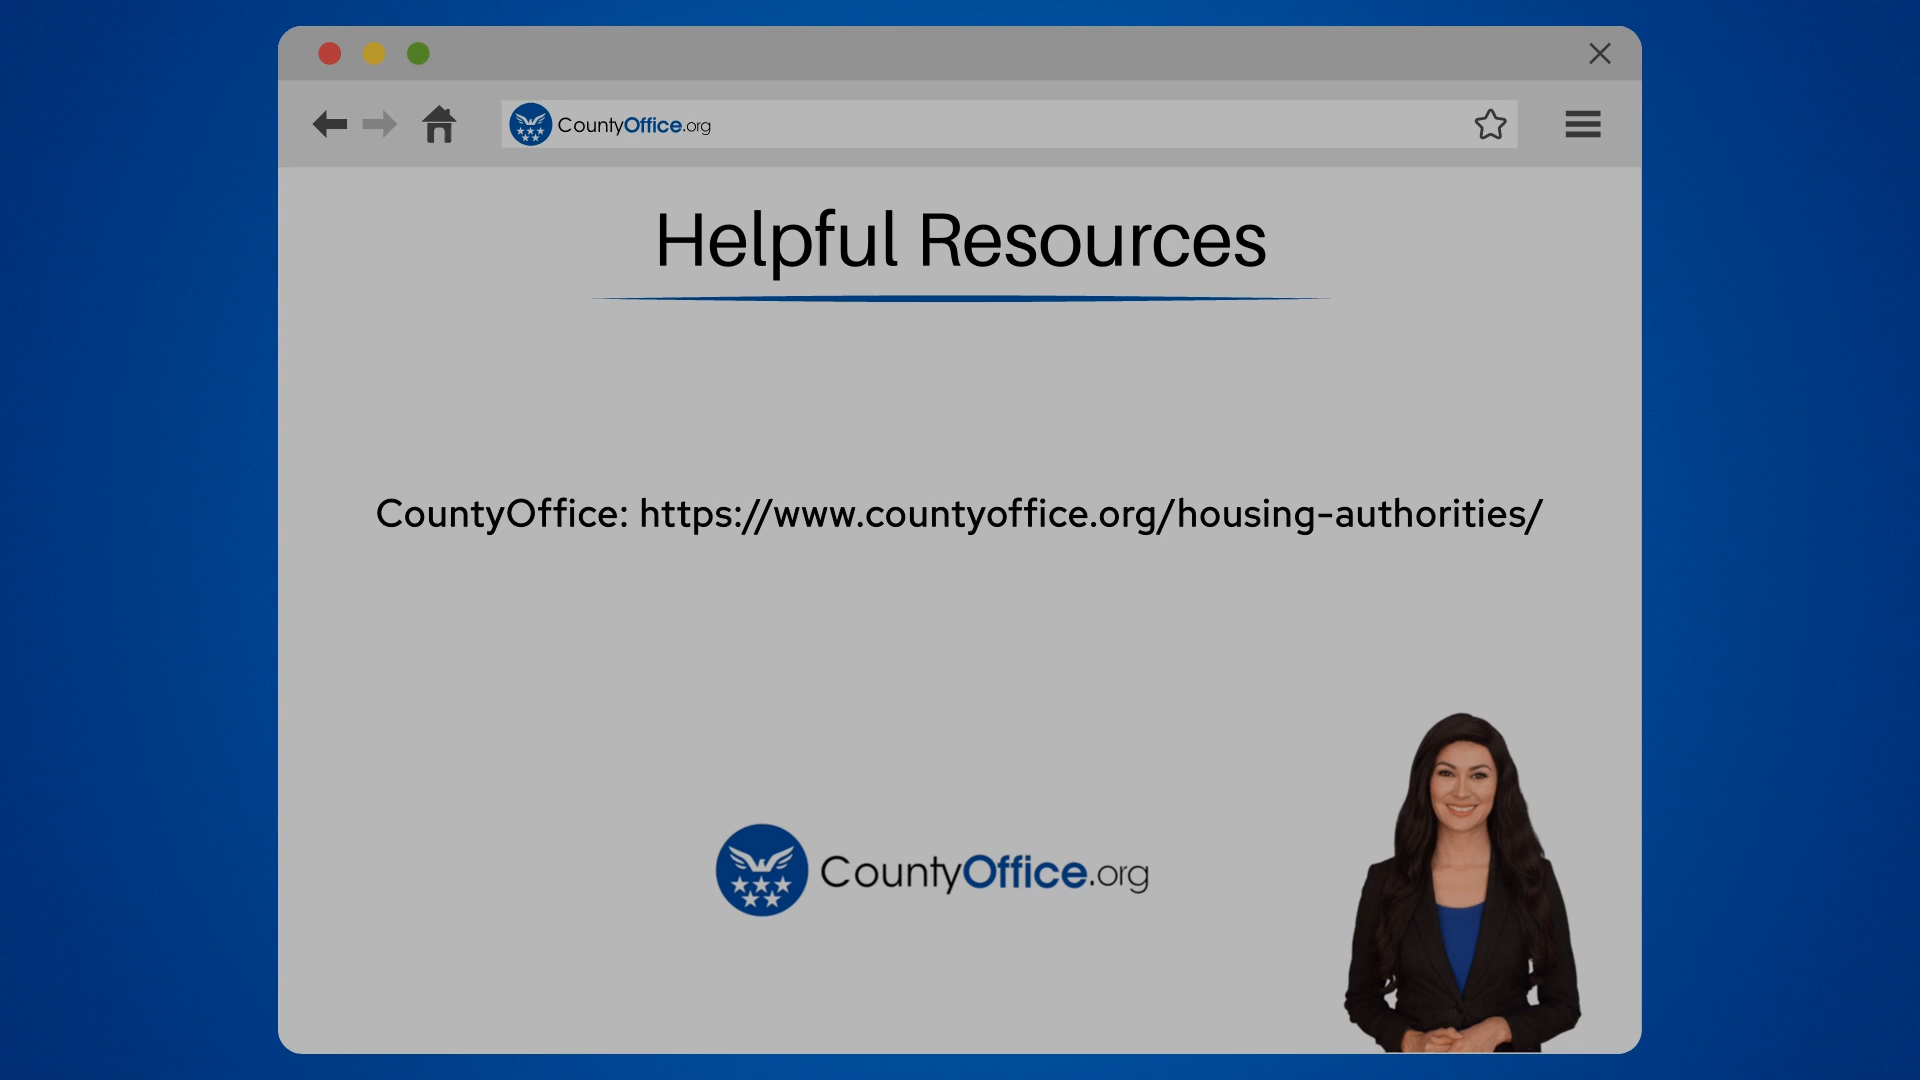 CountyOffice.org
Helpful Resources
CountyOffice: https://www.countyoffice.org/housing-authorities/
CountyOffice.org